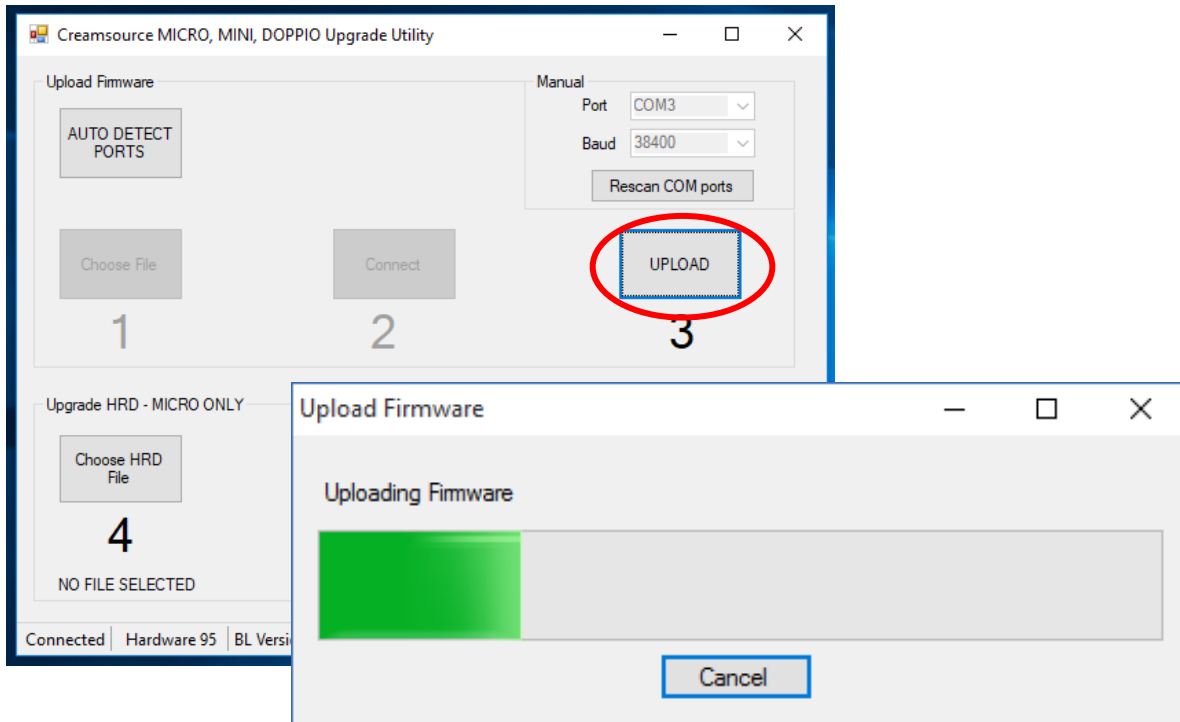 Creamsource MICRO, MINI, DOPPIO Upgrade Utility
Upload Firmware
Manual
AUTO DETECT
PORTS
Port COM3
Baud 38400
Rescan COM ports
Choose File
Connect
UPLOAD
1
2
3
Upgrade HRD - MICRO ONLY
Choose HRD
File
4
NO FILE SELECTED
Connected Hardware 95 BL Versi
Upload Firmware
Uploading Firmware
Cancel